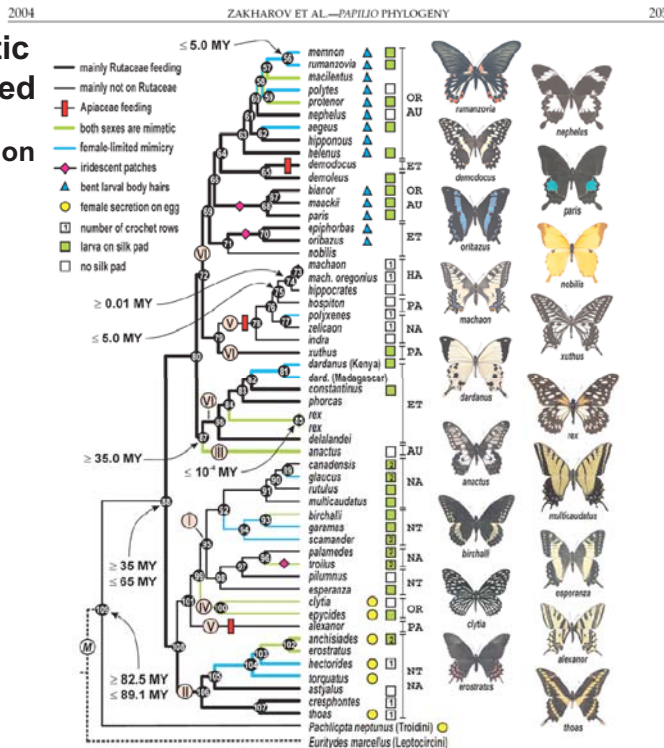 2004 ZAKHAROV ET AL.—PAPILIO PHYLOGENY
tic
ed
on
mainly Rutaceae feeding
mainly not on Rutaceae
Apiaceae feeding
both sexes are mimetic
female-limited mimicry
iridescent patches
bent larval body hairs
female secretion on egg
1 number of crochet rows
larva on silk pad
no silk pad
≤ 5.0 MY
≥ 0.01 MY
≤ 5.0 MY
≥ 35.0 MY
≤ 10⁻⁴ MY
≥ 35 MY
≤ 65 MY
≥ 82.5 MY
≤ 89.1 MY
M
memnon
rumanzovia
macilentus
polytes
protenor
nephelus
aegeus
hipponous
helenus
demodocus
demoleus
bianor
maackii
paris
epiphorbas
oribazus
nobilis
machaon
mach. oregonius
hippocrates
hospiton
polyxenes
zelicaon
indra
xuthus
dardanus (Kenya)
dard. (Madagascar)
constantinus
phorcas
rex
rex
delalandei
anactus
canadensis
glaucus
rutulus
multicaudatus
birchalli
garamas
scamander
palamedes
troilus
pilumnus
esperanza
clytia
epycides
alexanor
anchisiades
erostratus
hectorides
torquatus
astyalus
cresphontes
thoas
Pachliopta neptunus (Troidini)
Eurytides marcellus (Leptocircini)
OR
AU
ET
OR
AU
ET
HA
PA
NA
PA
ET
AU
NA
NT
NA
NT
OR
PA
NT
NA
rumanzovia
nephelus
demodocus
paris
oribazus
nobilis
machaon
xuthus
dardanus
rex
anactus
multicaudatus
birchalli
esperanza
clytia
alexanor
erostratus
thoas